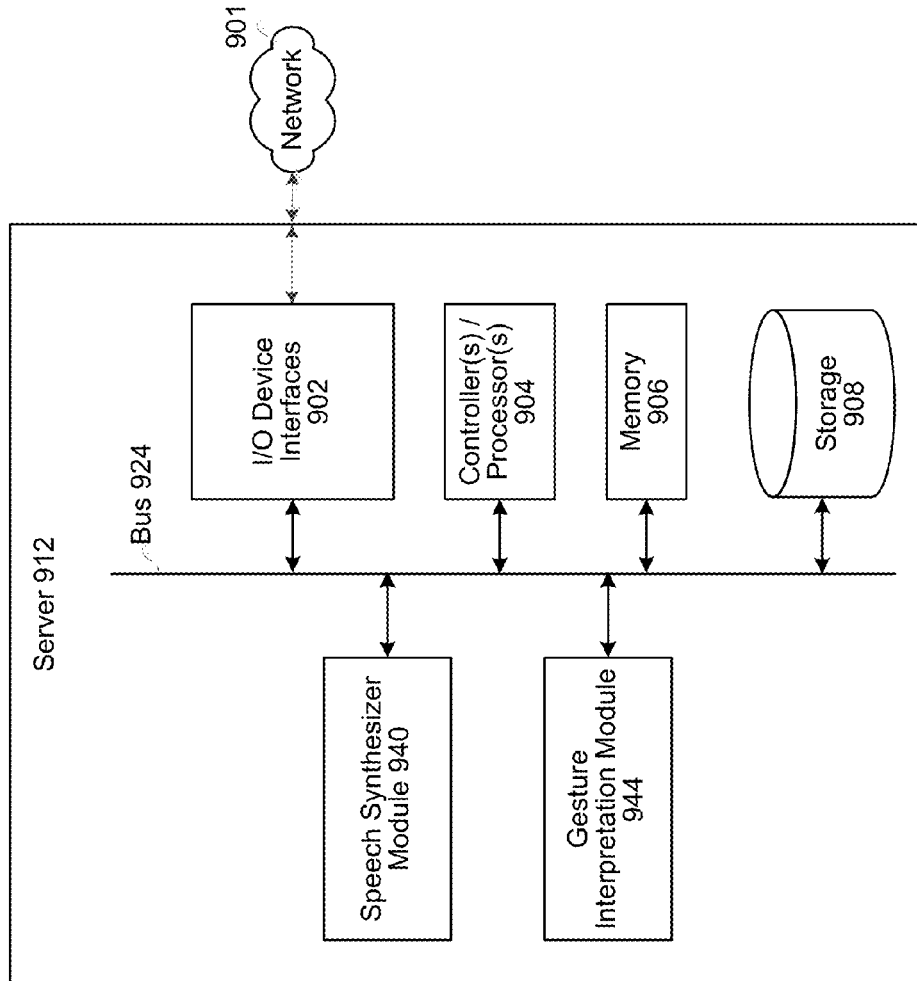 Server 912
Bus 924
Network
901
I/O Device
Interfaces
902
Controller(s) /
Processor(s)
904
Memory
906
Storage
908
Speech Synthesizer
Module 940
Gesture
Interpretation Module
944